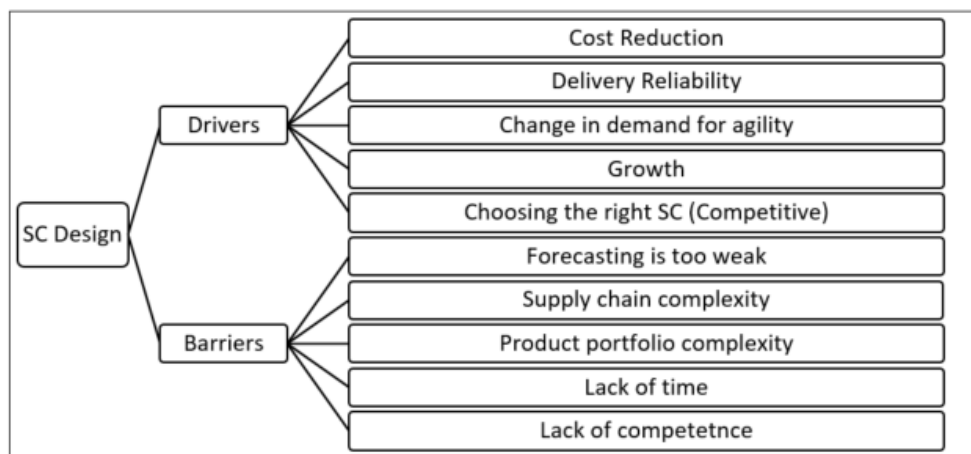 SC Design
Drivers
Cost Reduction
Delivery Reliability
Change in demand for agility
Growth
Choosing the right SC (Competitive)
Barriers
Forecasting is too weak
Supply chain complexity
Product portfolio complexity
Lack of time
Lack of competetnce